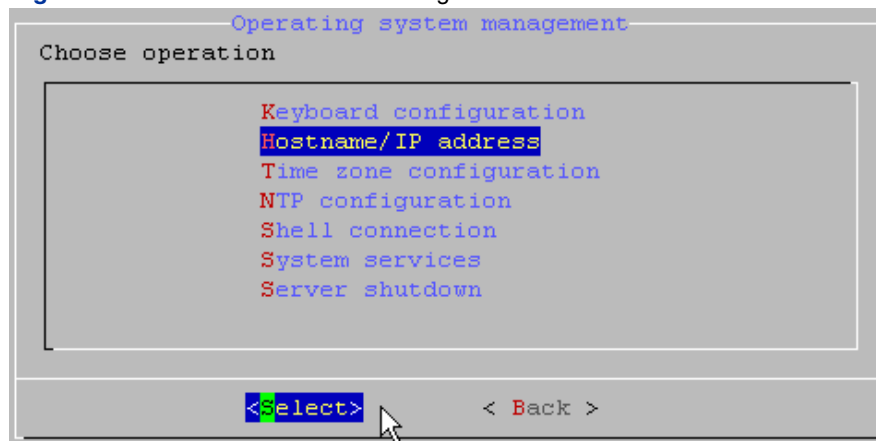 Operating system management
Choose operation
Keyboard configuration
Hostname/IP address
Time zone configuration
NTP configuration
Shell connection
System services
Server shutdown
<Select> < Back >